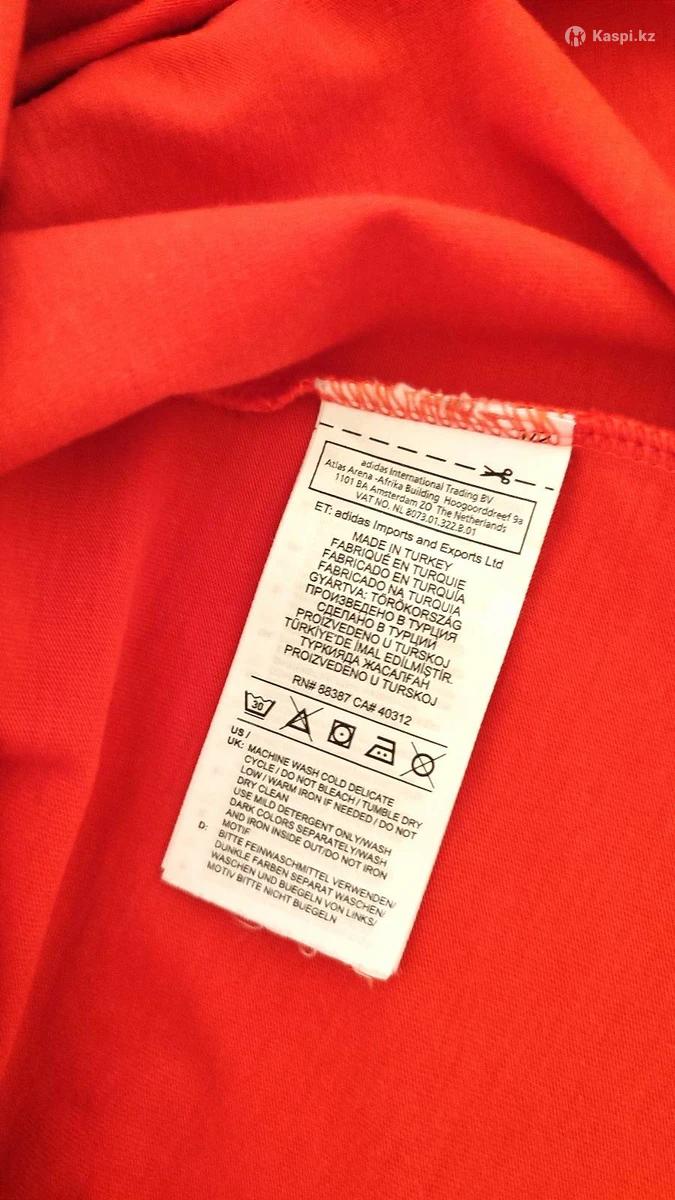 Kaspi.kz
adidas International Trading BV
Atlas Arena -Afrika Building Hoogoorddreef 9a
1101 BA Amsterdam ZO The Netherlands
VAT NO. NL 8073.01.322.B.01
ET: adidas Imports and Exports Ltd
MADE IN TURKEY
FABRIQUÉ EN TURQUIE
FABRICADO EN TURQUÍA
FABRICADO NA TURQUIA
GYÁRTVA: TÖRÖKORSZÁG
ПРОИЗВЕДЕНО В ТУРЦИЯ
СДЕЛАНО В ТУРЦИИ
PROIZVEDENO U TURSKOJ
TÜRKİYE'DE İMAL EDİLMİŞTİR.
ТҮРКИЯДА ЖАСАЛҒАН
PROIZVEDENO U TURSKOJ
RN# 88387 CA# 40312
30
US /
UK: MACHINE WASH COLD DELICATE
CYCLE / DO NOT BLEACH / TUMBLE DRY
LOW / WARM IRON IF NEEDED / DO NOT
DRY CLEAN
USE MILD DETERGENT ONLY/WASH
DARK COLORS SEPARATELY/WASH
AND IRON INSIDE OUT/DO NOT IRON
MOTIF
D: BITTE FEINWASCHMITTEL VERWENDEN/
DUNKLE FARBEN SEPARAT WASCHEN/
WASCHEN UND BUEGELN VON LINKS/
MOTIV BITTE NICHT BUEGELN